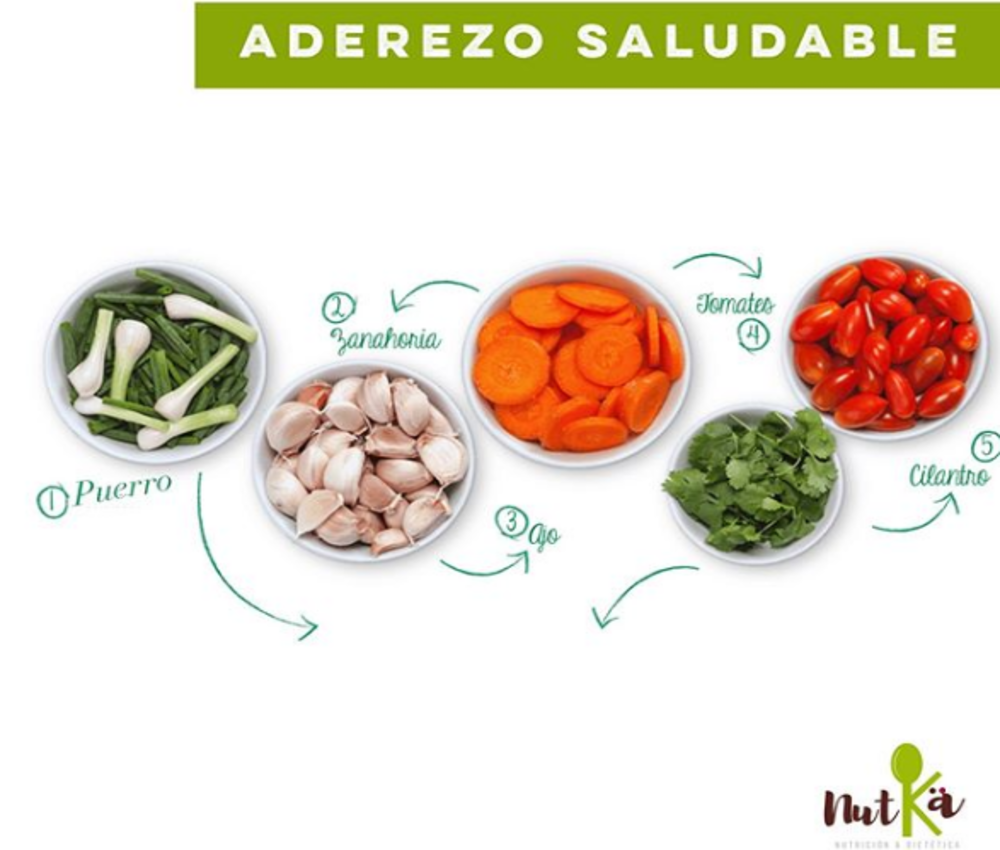 ADEREZO SALUDABLE
① Puerro
②
Zanahoria
③ Ajo
Tomates
④
⑤
Cilantro
nutKä
NUTRICIÓN & DIETÉTICA